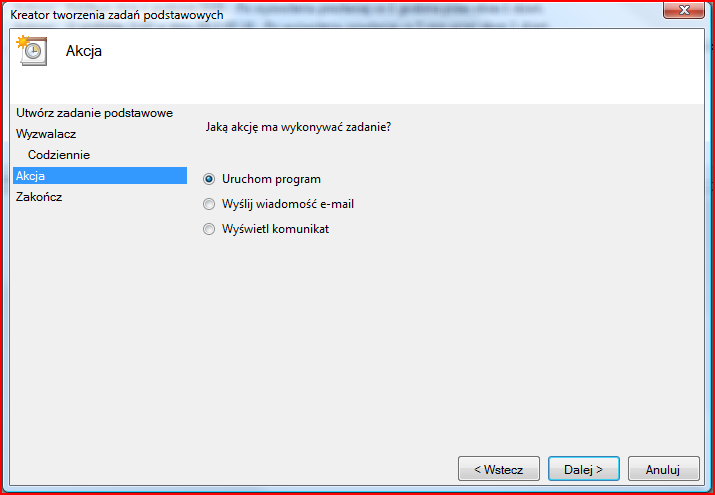 Kreator tworzenia zadań podstawowych
Akcja
Utwórz zadanie podstawowe
Wyzwalacz
Codziennie
Akcja
Zakończ
Jaką akcję ma wykonywać zadanie?
Uruchom program
Wyślij wiadomość e-mail
Wyświetl komunikat
< Wstecz
Dalej >
Anuluj